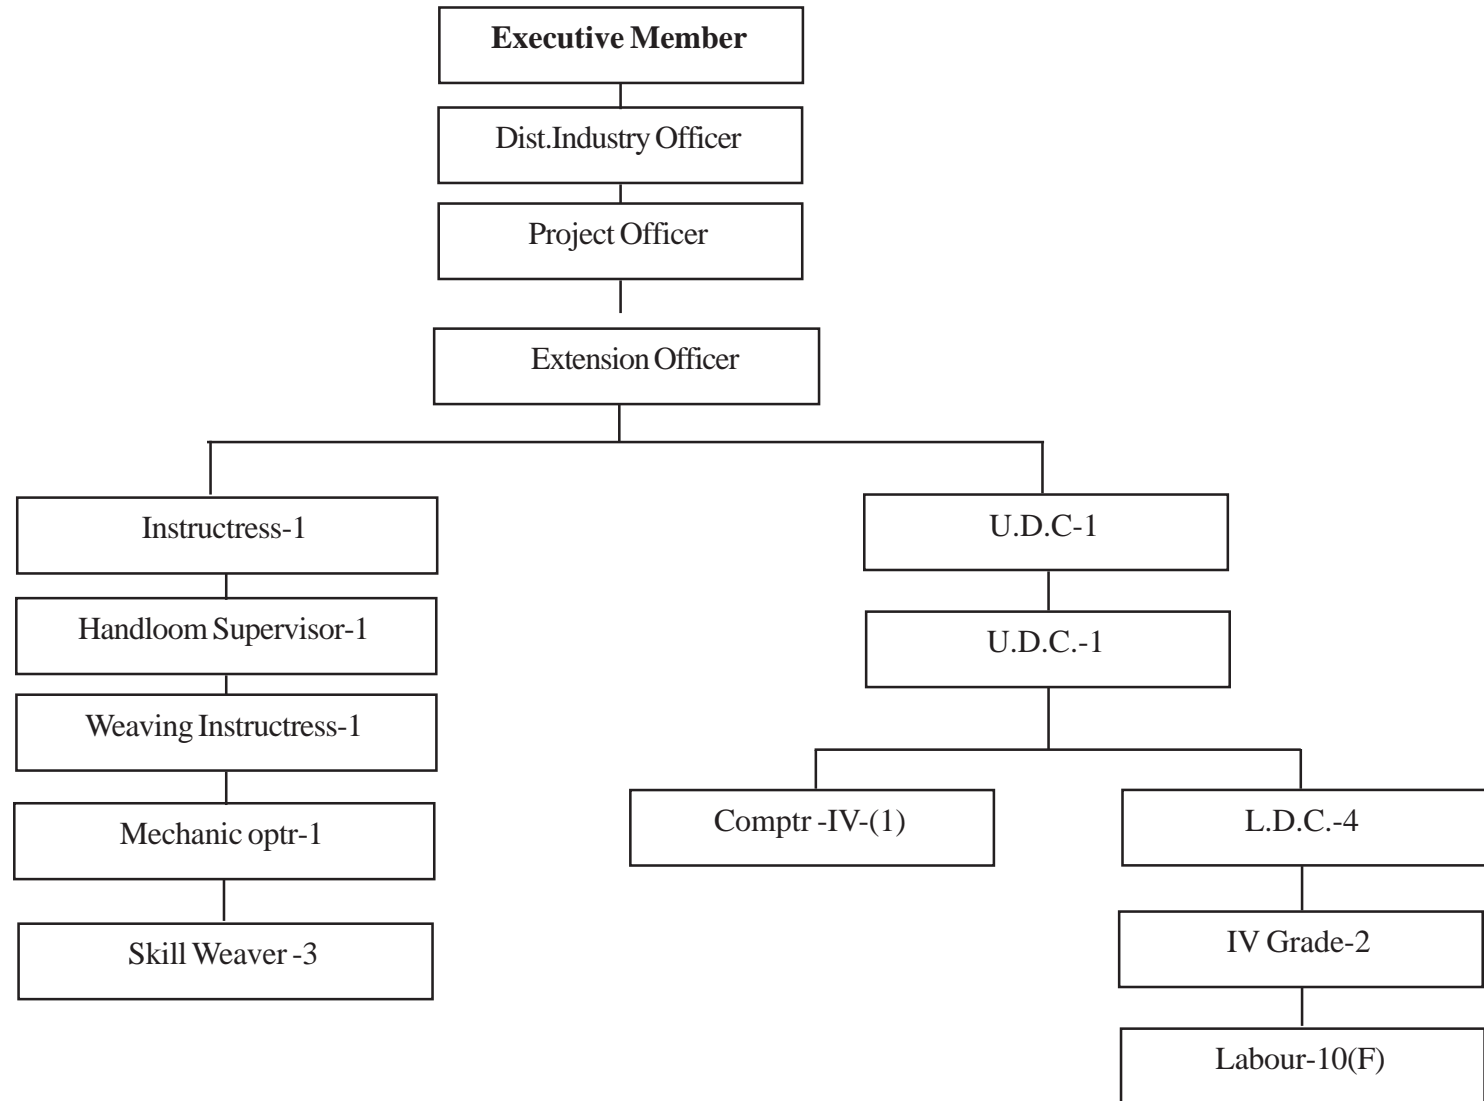 Executive Member
Dist.Industry Officer
Project Officer
Extension Officer
Instructress-1
Handloom Supervisor-1
Weaving Instructress-1
Mechanic optr-1
Skill Weaver -3
U.D.C-1
U.D.C.-1
Comptr -IV-(1)
L.D.C.-4
IV Grade-2
Labour-10(F)